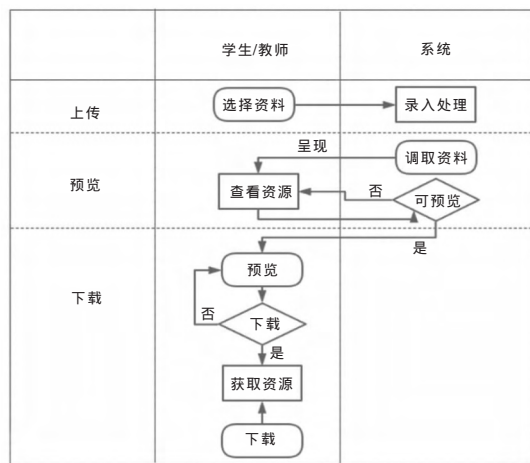 学生/教师
系统
上传
选择资料
录入处理
呈现
调取资料
预览
查看资源
否
可预览
是
预览
下载
否
下载
是
获取资源
下载